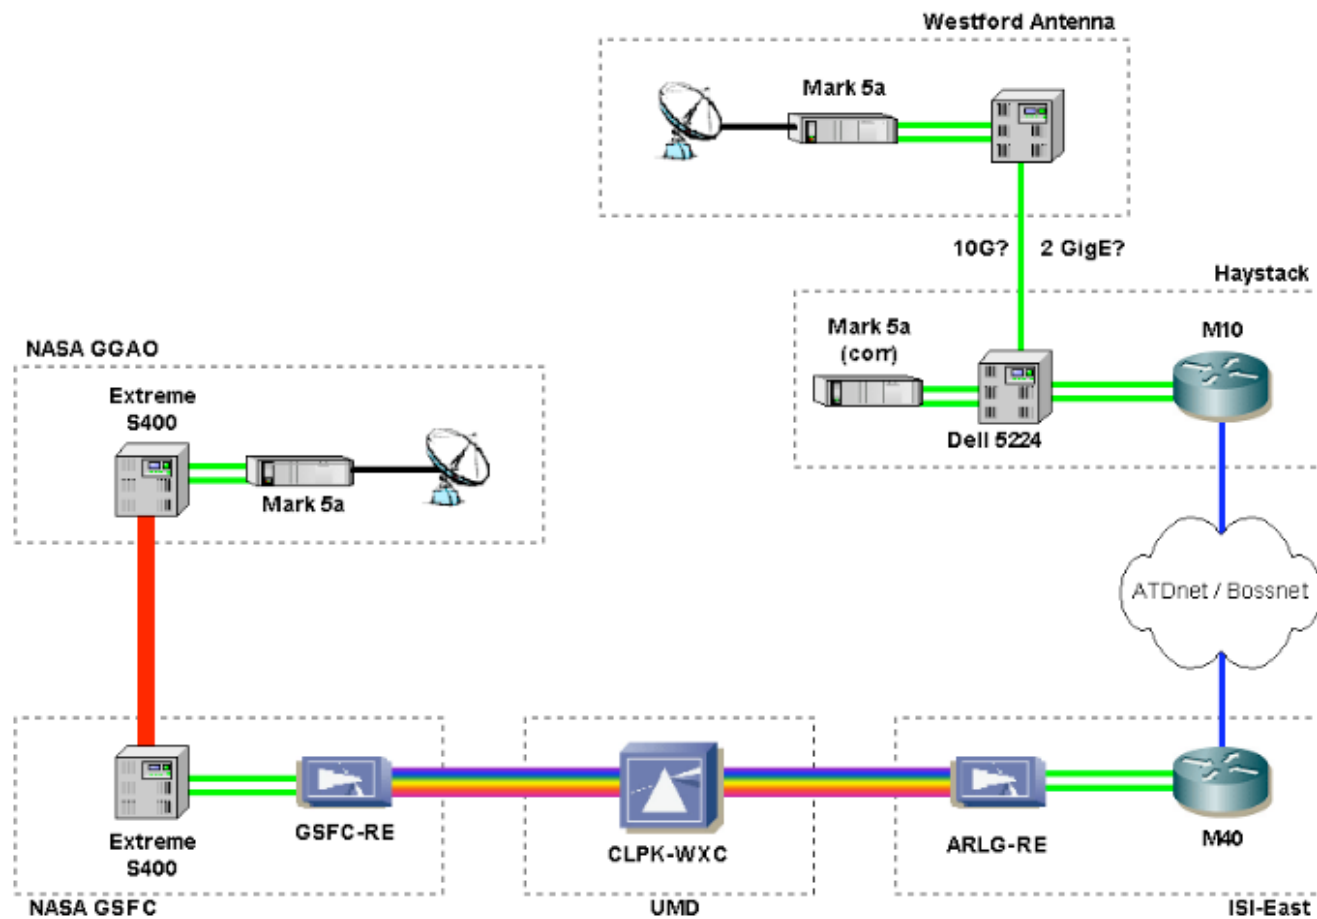 Westford Antenna
Mark 5a
10G? 2 GigE?
Haystack
Mark 5a
(corr)
M10
Dell 5224
NASA GGAO
Extreme
S400
Mark 5a
ATDnet / Bossnet
GSFC-RE
CLPK-WXC
ARLG-RE
M40
Extreme
S400
NASA GSFC
UMD
ISI-East